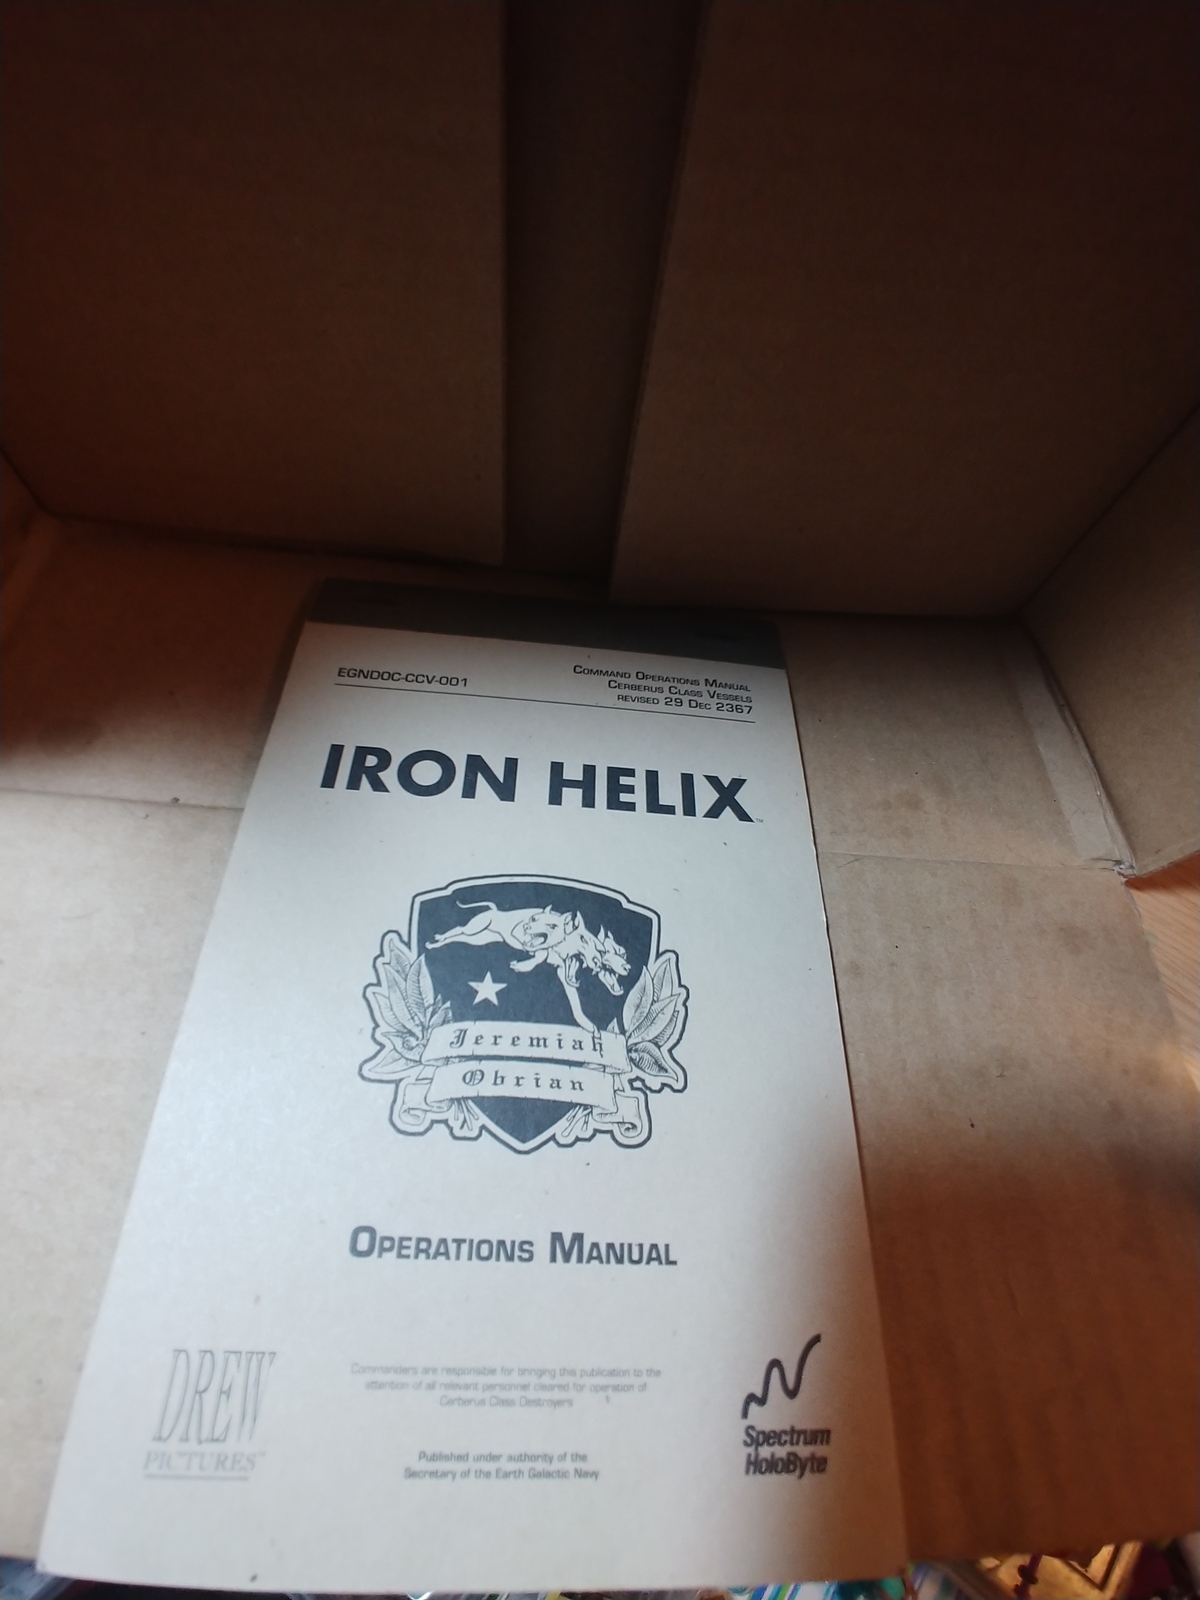 EGNDOC-CCV-001
COMMAND OPERATIONS MANUAL
CERBERUS CLASS VESSELS
REVISED 29 DEC 2367
IRON HELIX™
Jeremiah
Obrian
OPERATIONS MANUAL
DREW
PICTURES™
Commanders are responsible for bringing this publication to the
attention of all relevant personnel cleared for operation of
Cerberus Class Destroyers
Published under authority of the
Secretary of the Earth Galactic Navy
Spectrum
HoloByte